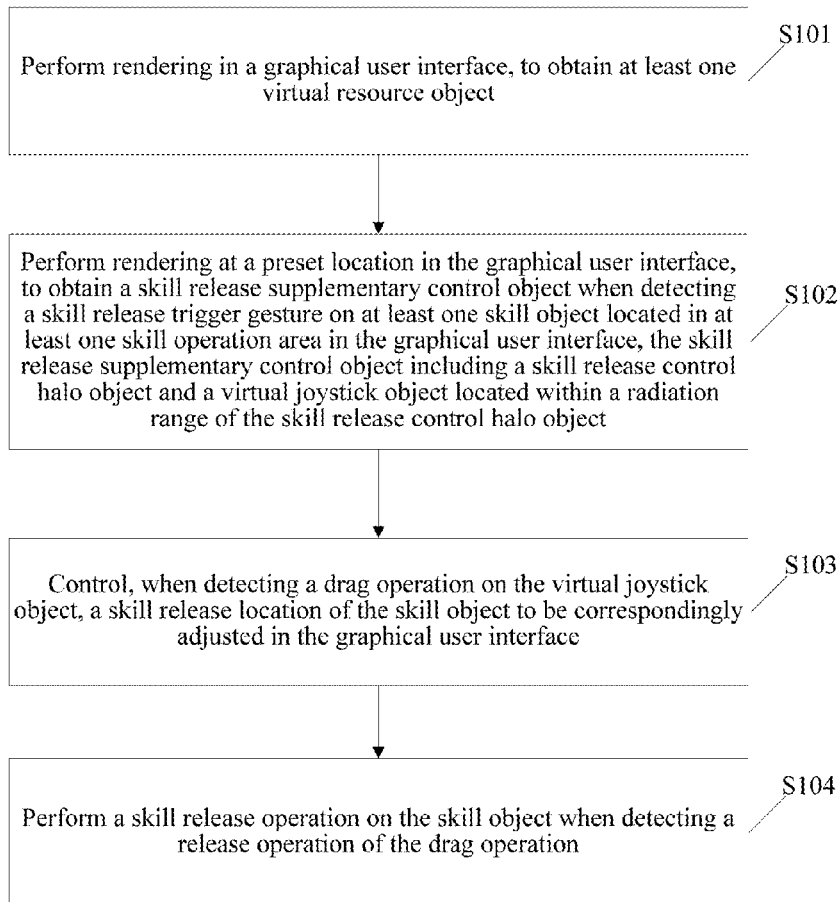 S101
Perform rendering in a graphical user interface, to obtain at least one
virtual resource object
Perform rendering at a preset location in the graphical user interface,
to obtain a skill release supplementary control object when detecting
a skill release trigger gesture on at least one skill object located in at
least one skill operation area in the graphical user interface, the skill
release supplementary control object including a skill release control
halo object and a virtual joystick object located within a radiation
range of the skill release control halo object
S102
S103
Control, when detecting a drag operation on the virtual joystick
object, a skill release location of the skill object to be correspondingly
adjusted in the graphical user interface
S104
Perform a skill release operation on the skill object when detecting a
release operation of the drag operation